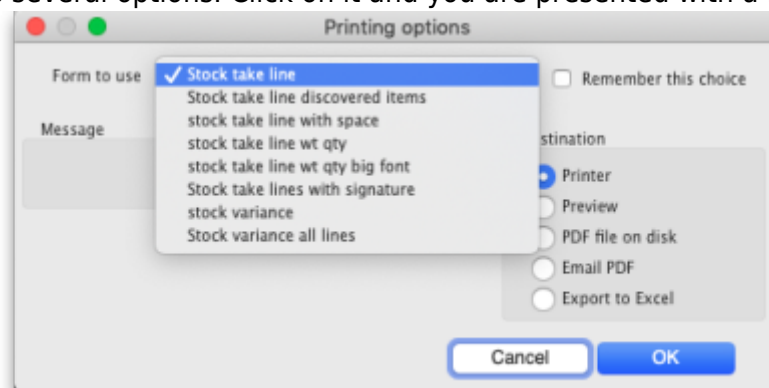 several options. Click on it and you are presented with a
Printing options
Form to use
✓ Stock take line
Stock take line discovered items
stock take line with space
stock take line wt qty
stock take line wt qty big font
Stock take lines with signature
stock variance
Stock variance all lines
Remember this choice
Message
stination
Printer
Preview
PDF file on disk
Email PDF
Export to Excel
Cancel
OK